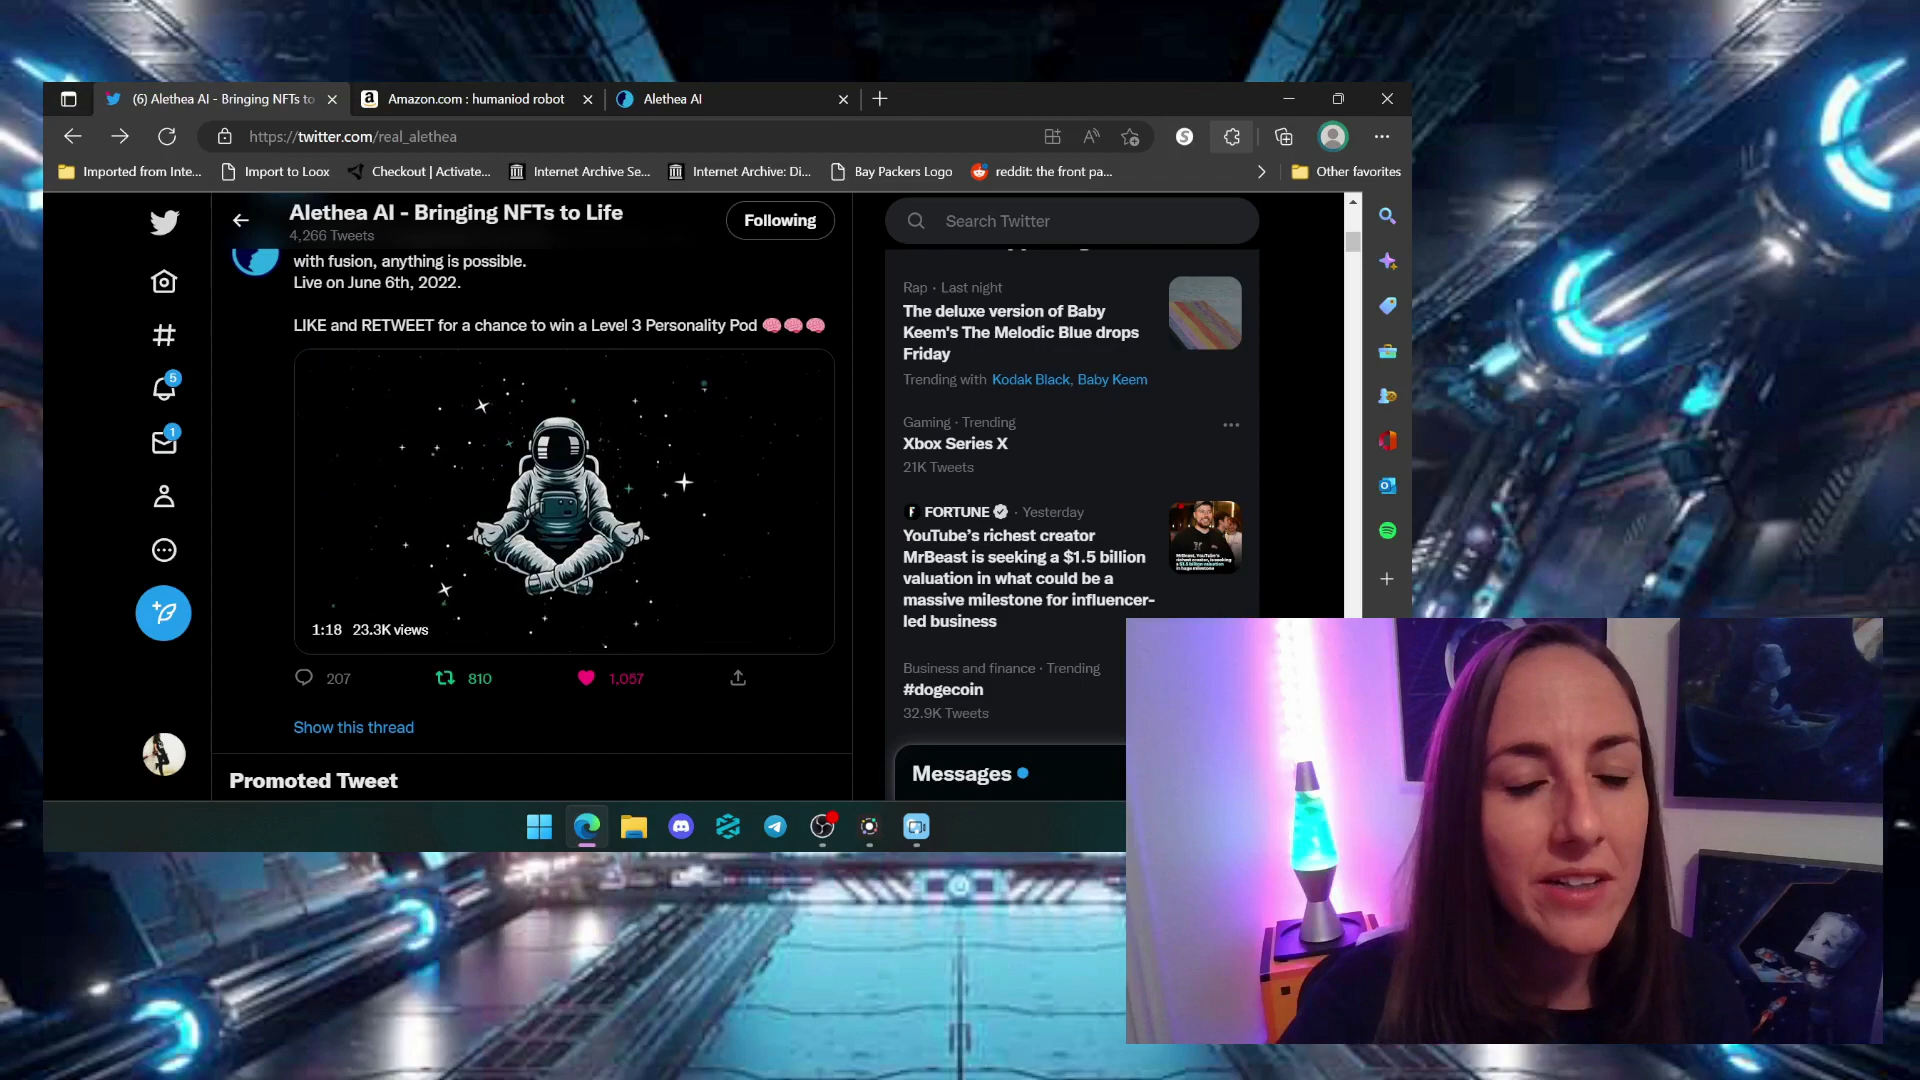 (6) Alethea AI - Bringing NFTs to
Amazon.com : humaniod robot
Alethea AI
https://twitter.com/real_alethea
Imported from Inte...
Import to Loox
Checkout | Activate...
Internet Archive Se...
Internet Archive: Di...
Bay Packers Logo
reddit: the front pa...
Other favorites
Alethea AI - Bringing NFTs to Life
4,266 Tweets
Following
with fusion, anything is possible.
Live on June 6th, 2022.
LIKE and RETWEET for a chance to win a Level 3 Personality Pod 🧠🧠🧠
1:18 23.3K views
207
810
1,057
Show this thread
Promoted Tweet
5
1
Search Twitter
Rap · Last night
The deluxe version of Baby
Keem's The Melodic Blue drops
Friday
Trending with Kodak Black, Baby Keem
Gaming · Trending
Xbox Series X
21K Tweets
FORTUNE · Yesterday
YouTube's richest creator
MrBeast is seeking a $1.5 billion
valuation in what could be a
massive milestone for influencer-
led business
Business and finance · Trending
#dogecoin
32.9K Tweets
Messages